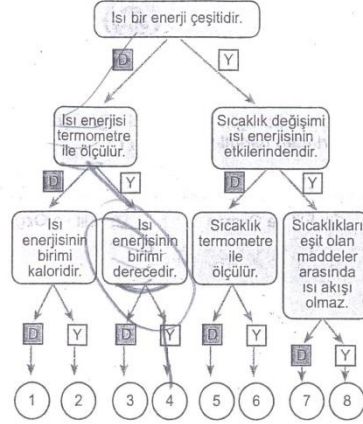 Isı bir enerji çeşitidir.
D Y
Isı enerjisi
termometre
ile ölçülür.
Sıcaklık değişimi
ısı enerjisinin
etkilerindendir.
D Y D Y
Isı
enerjisinin
birimi
kaloridir.
Isı
enerjisinin
birimi
derecedir.
Sıcaklık
termometre
ile
ölçülür.
Sıcaklıkları
eşit olan
maddeler
arasında
ısı akışı
olmaz.
D Y D Y D Y D Y
1 2 3 4 5 6 7 8